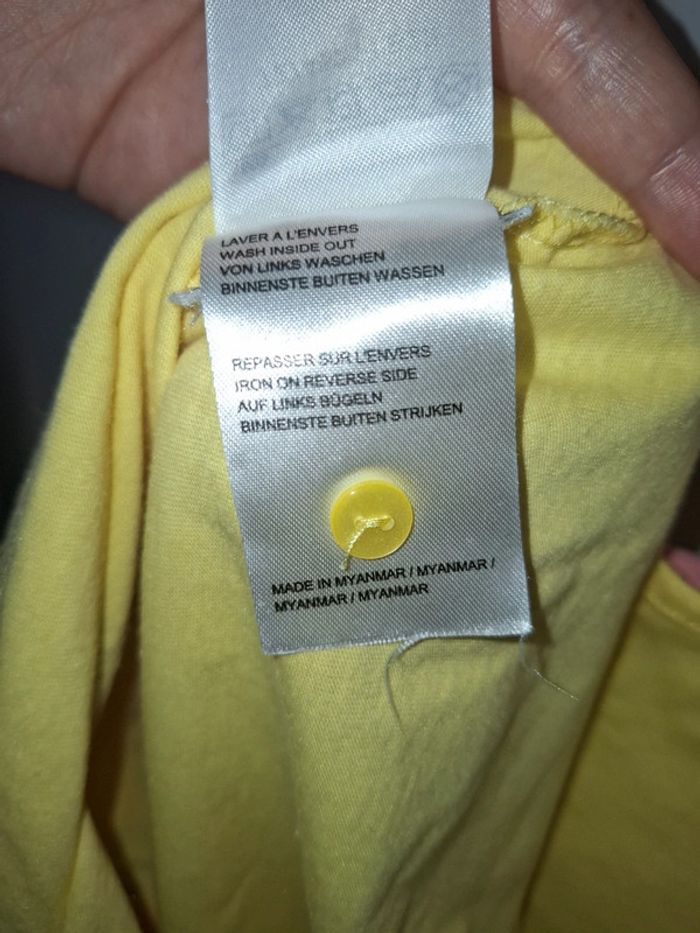 LAVER A L'ENVERS
WASH INSIDE OUT
VON LINKS WASCHEN
BINNENSTE BUITEN WASSEN
REPASSER SUR L'ENVERS
IRON ON REVERSE SIDE
AUF LINKS BÜGELN
BINNENSTE BUITEN STRIJKEN
MADE IN MYANMAR / MYANMAR /
MYANMAR / MYANMAR